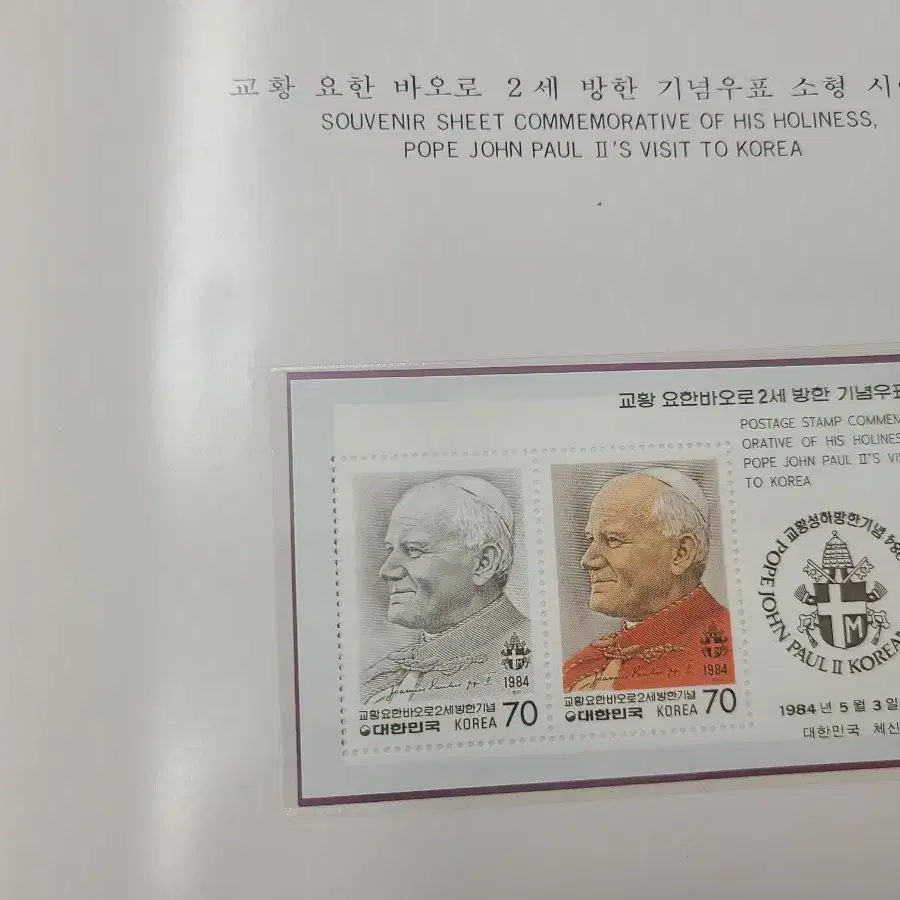 교황 요한 바오로 2세 방한 기념우표 소형 시
SOUVENIR SHEET COMMEMORATIVE OF HIS HOLINESS,
POPE JOHN PAUL II'S VISIT TO KOREA
교황 요한바오로2세 방한 기념우표
POSTAGE STAMP COMMEM
ORATIVE OF HIS HOLINES
POPE JOHN PAUL II'S VI
TO KOREA
교황성하방한기념
POPE JOHN PAUL II KOREA
M
1984
교황요한바오로2세방한기념
대한민국 KOREA 70
1984
교황요한바오로2세방한기념
대한민국 KOREA 70
1984년 5월 3일
대한민국 체신